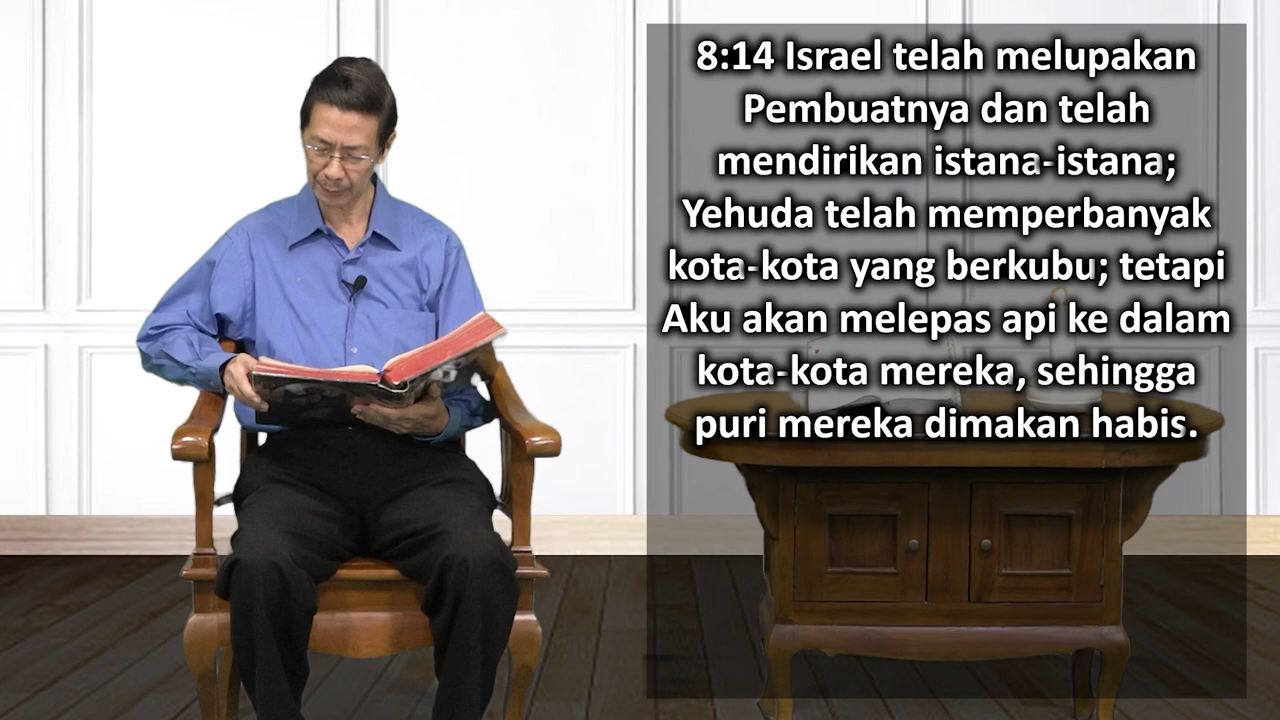 8:14 Israel telah melupakan
Pembuatnya dan telah
mendirikan istana-istana;
Yehuda telah memperbanyak
kota-kota yang berkubu; tetapi
Aku akan melepas api ke dalam
kota-kota mereka, sehingga
puri mereka dimakan habis.